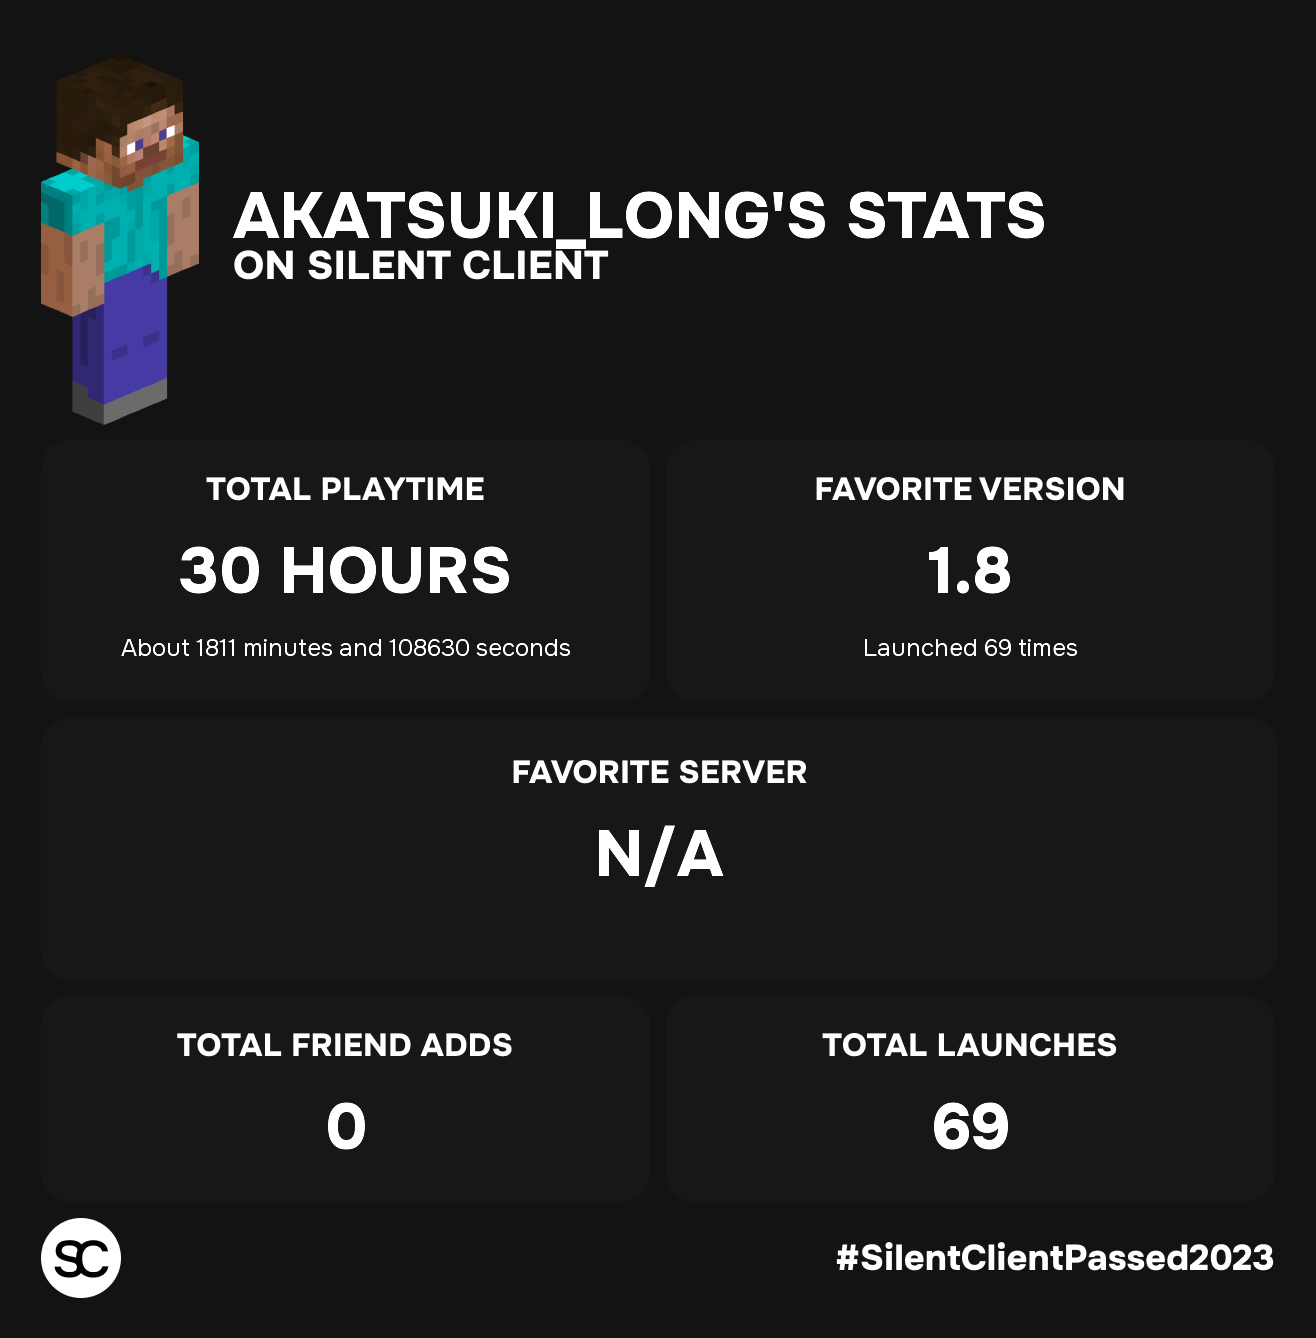 AKATSUKI_LONG'S STATS
ON SILENT CLIENT
TOTAL PLAYTIME
30 HOURS
About 1811 minutes and 108630 seconds
FAVORITE VERSION
1.8
Launched 69 times
FAVORITE SERVER
N/A
TOTAL FRIEND ADDS
0
TOTAL LAUNCHES
69
SC
#SilentClientPassed2023